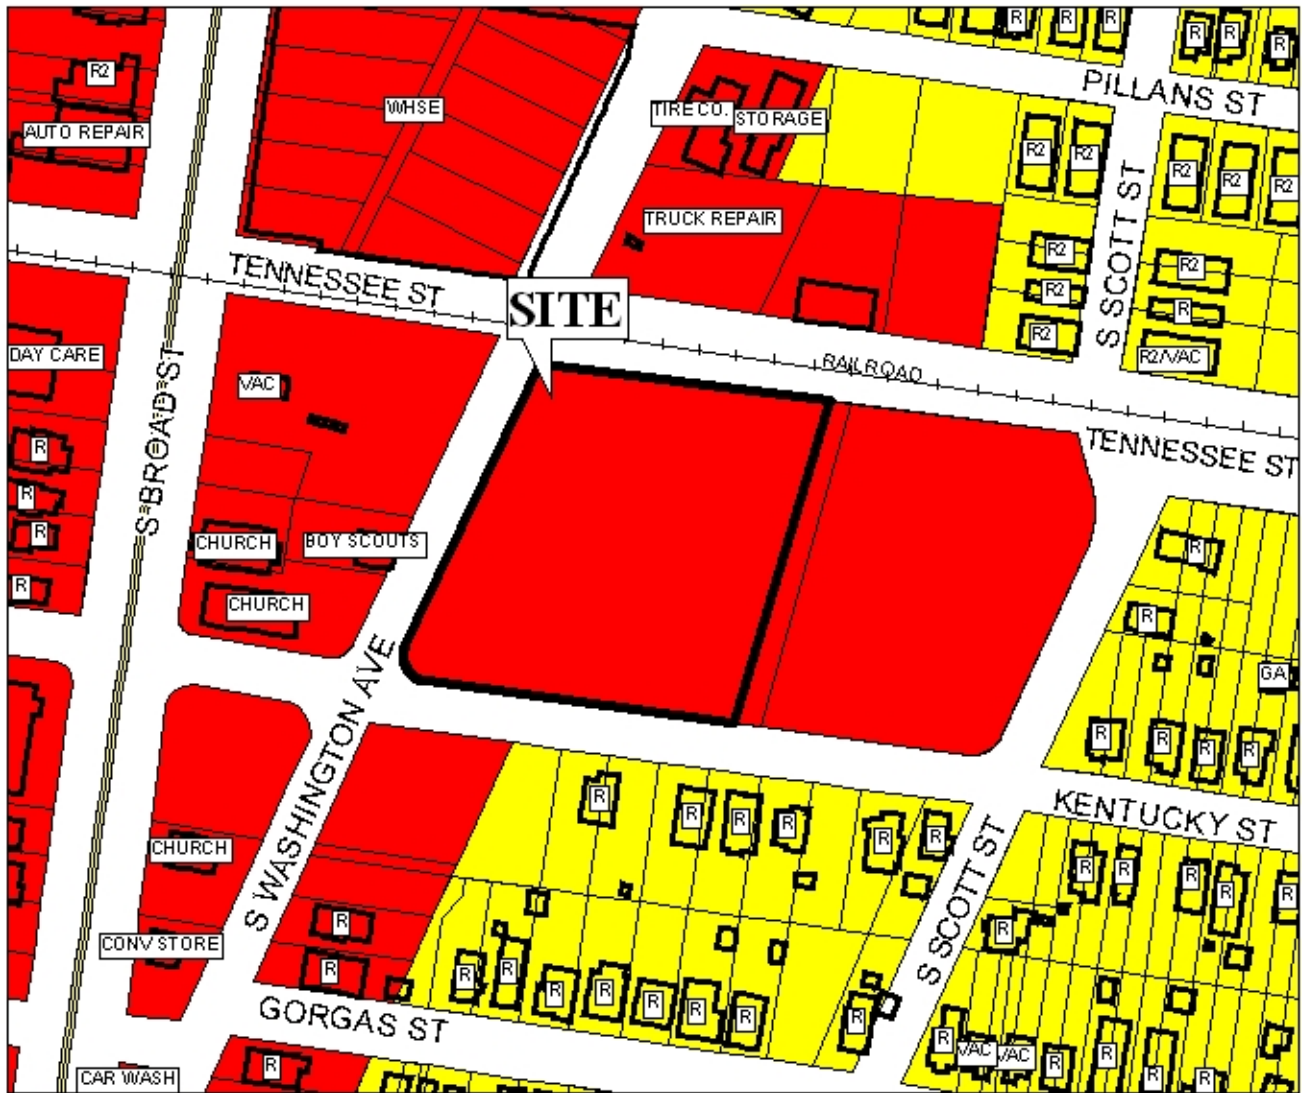 R
R
R
R
R
R
PILLANS ST
R2
AUTO REPAIR
WHSE
TIRE CO.
STORAGE
R2
R2
R2
R2
R2
S SCOTT ST
TRUCK REPAIR
R2
R2
R2
R
R2
R2/VAC
TENNESSEE ST
SITE
RAILROAD
DAY CARE
VAC
S BROAD ST
TENNESSEE ST
R
R
R
R
CHURCH
BOY SCOUTS
CHURCH
R
R
GA
S WASHINGTON AVE
R
R
R
R
KENTUCKY ST
R
R
R
R
R
R
CHURCH
R
R
R
R
R
R
S SCOTT ST
CONV STORE
R
R
R
R
R
R
R
R
R
R
R
GORGAS ST
R
VAC
VAC
R
R
R
R
CAR WASH
R